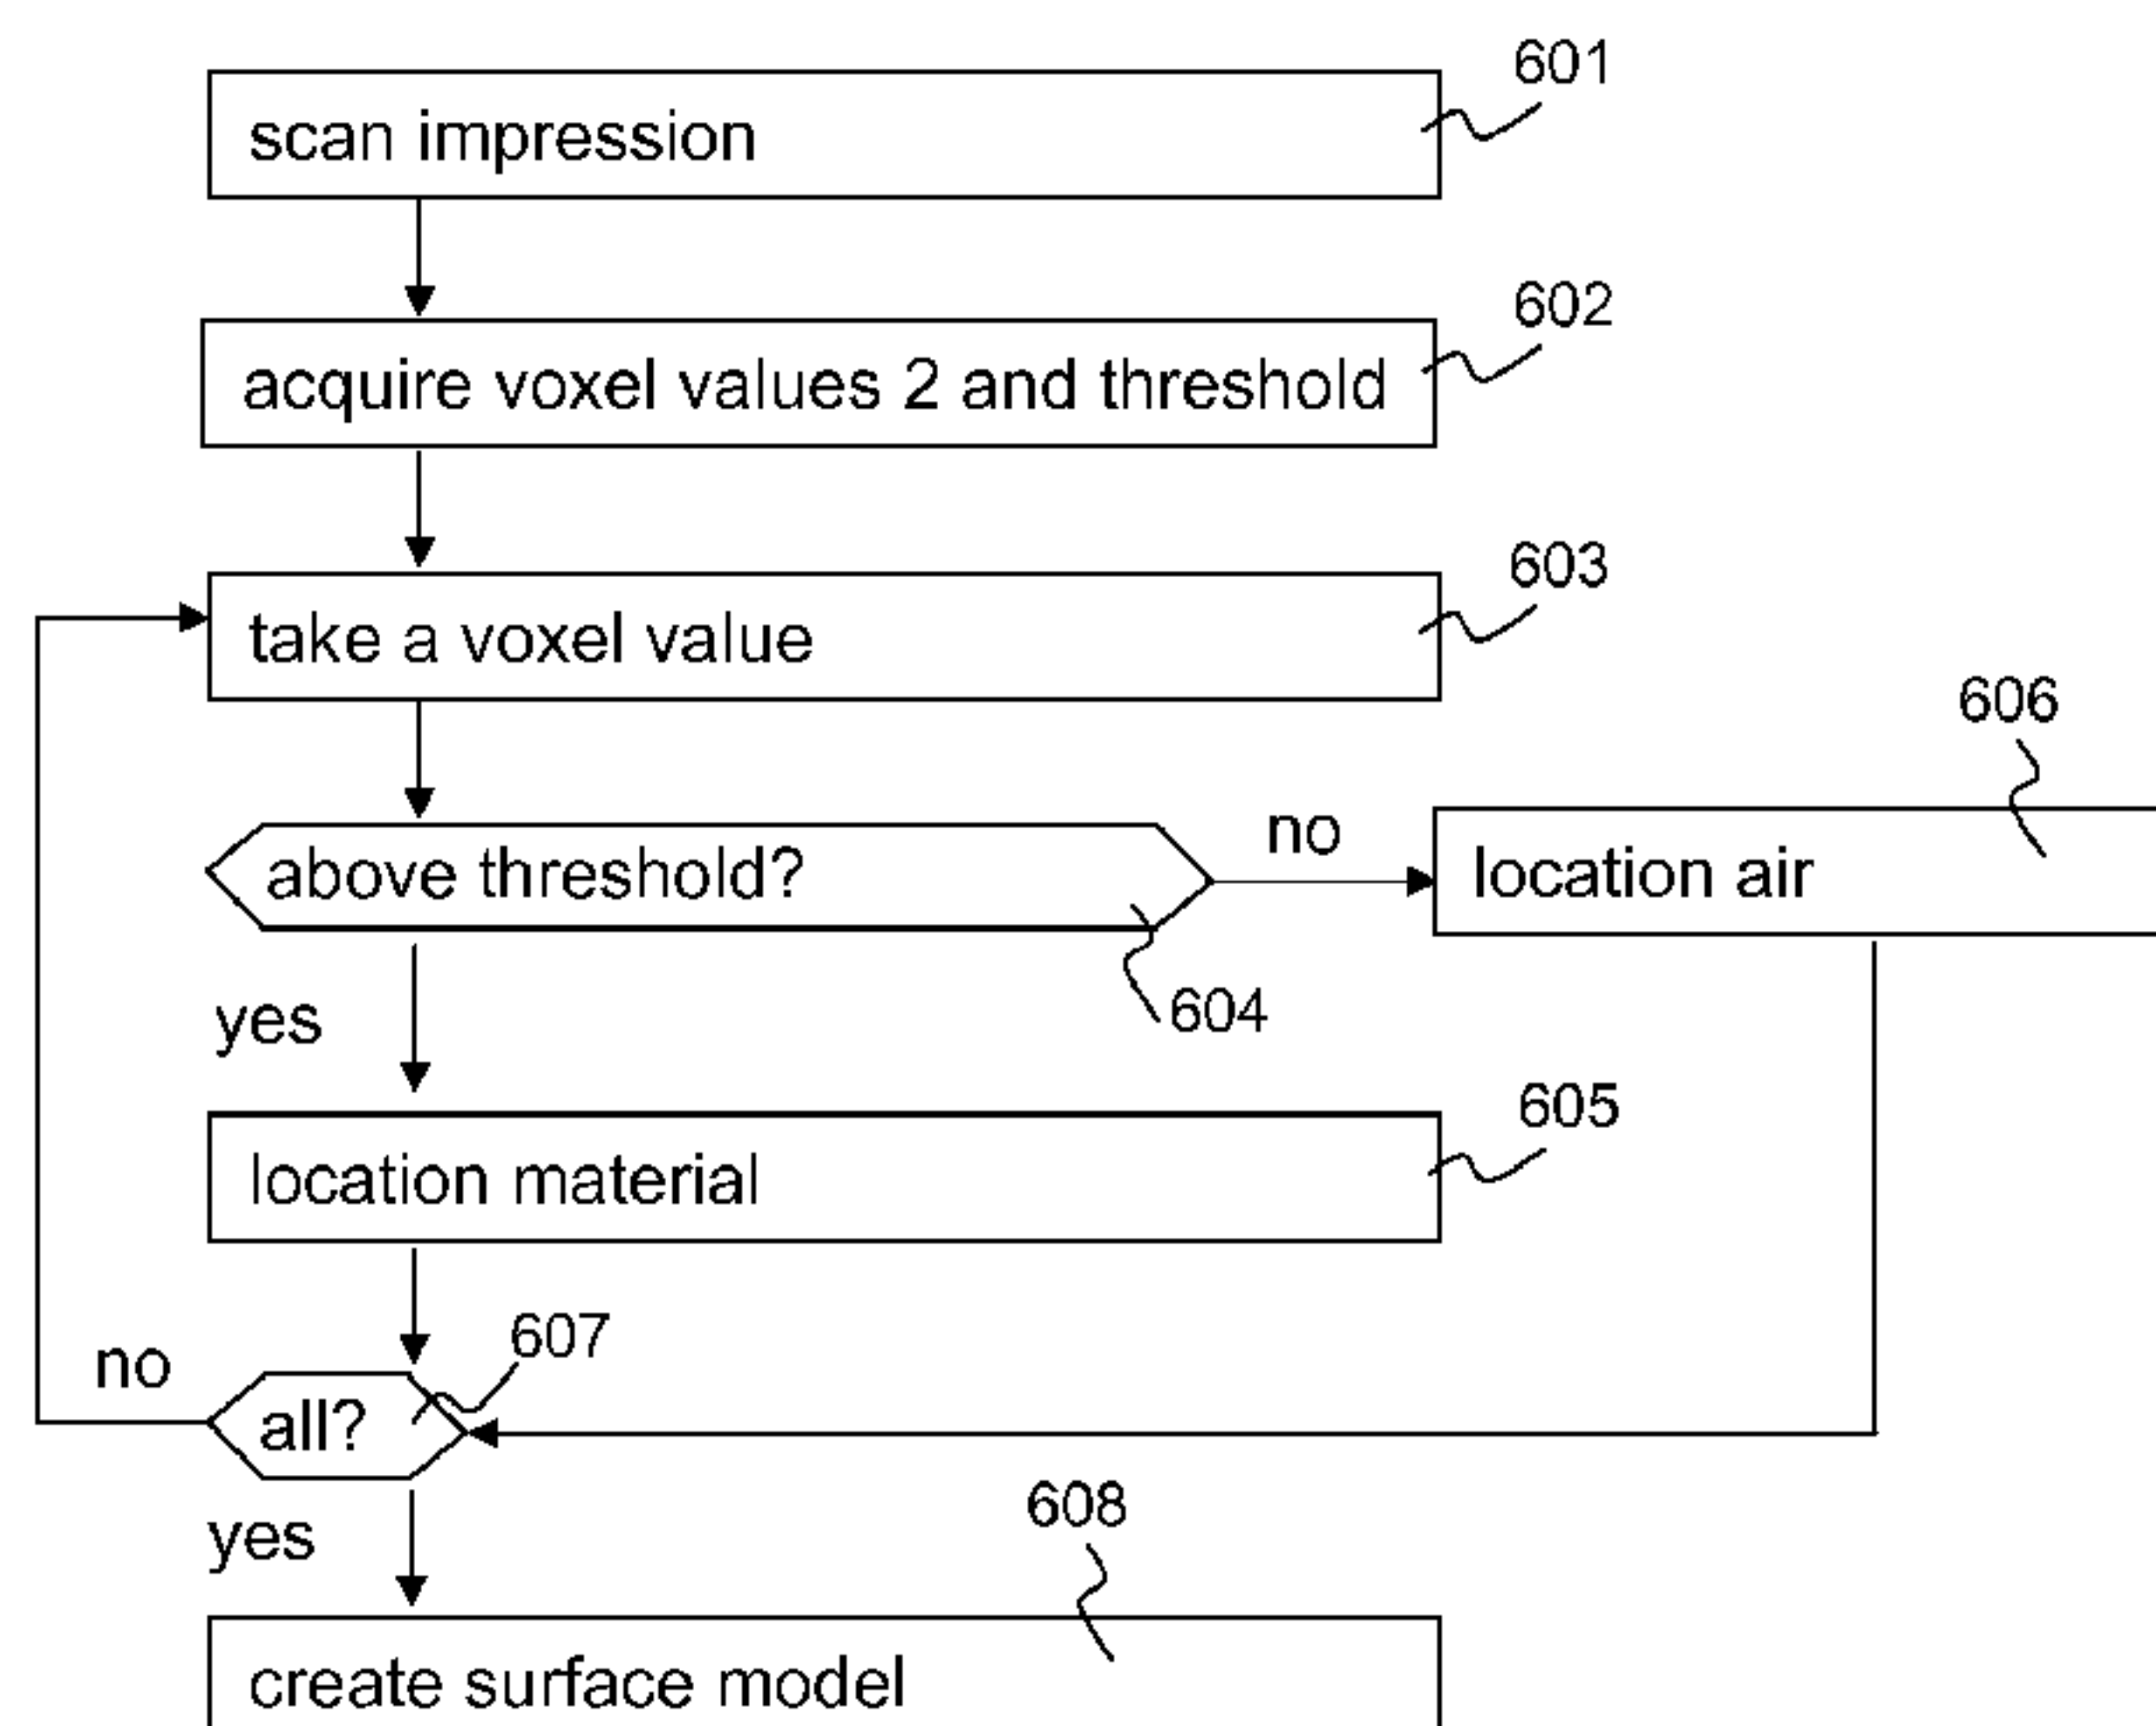 601
scan impression
602
acquire voxel values 2 and threshold
603
take a voxel value
606
no
above threshold?
location air
604
yes
605
location material
607
no
all?
608
yes
create surface model